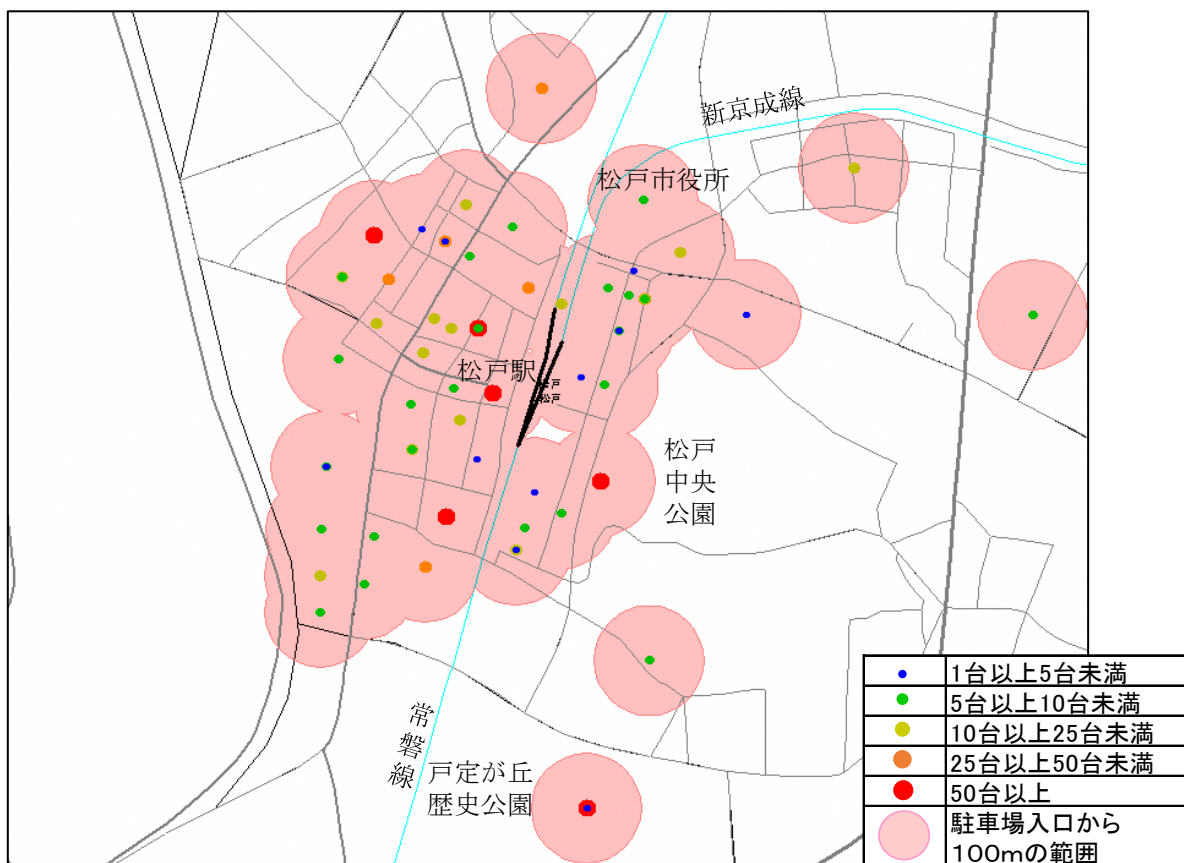 新京成線
松戸市役所
松戸駅
松戸
松戸
松戸
中央
公園
常磐線
戸定が丘
歴史公園
1台以上5台未満
5台以上10台未満
10台以上25台未満
25台以上50台未満
50台以上
駐車場入口から
100mの範囲